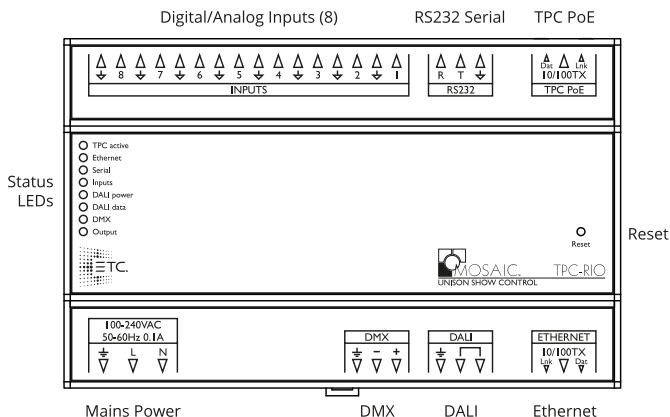 Digital/Analog Inputs (8) RS232 Serial TPC PoE
8 7 6 5 4 3 2 1
INPUTS
R T
RS232
Dat Lnk
10/100TX
TPC PoE
Status
LEDs
TPC active
Ethernet
Serial
Inputs
DALI power
DALI data
DMX
Output
ETC.
Reset
Reset
MOSAIC. TPC-RIO
UNISON SHOW CONTROL
100-240VAC
50-60Hz 0.1A
L N
DMX
- +
DALI
ETHERNET
10/100TX
Lnk Dat
Mains Power DMX DALI Ethernet